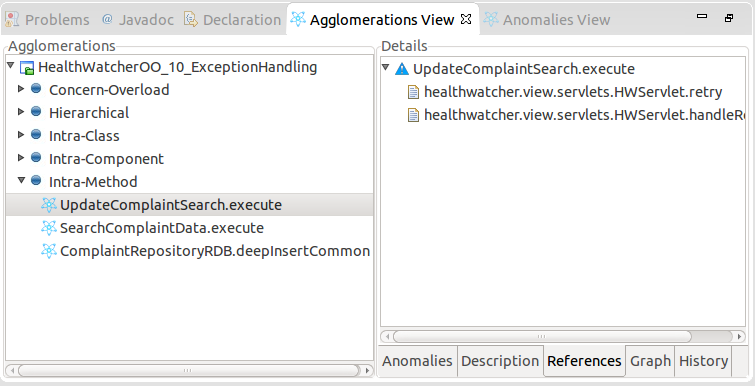 Problems @ Javadoc Declaration Agglomerations View Anomalies View
Agglomerations
HealthWatcherOO_10_ExceptionHandling
Concern-Overload
Hierarchical
Intra-Class
Intra-Component
Intra-Method
UpdateComplaintSearch.execute
SearchComplaintData.execute
ComplaintRepositoryRDB.deepInsertCommon
Details
UpdateComplaintSearch.execute
healthwatcher.view.servlets.HWServlet.retry
healthwatcher.view.servlets.HWServlet.handleRe
Anomalies Description References Graph History